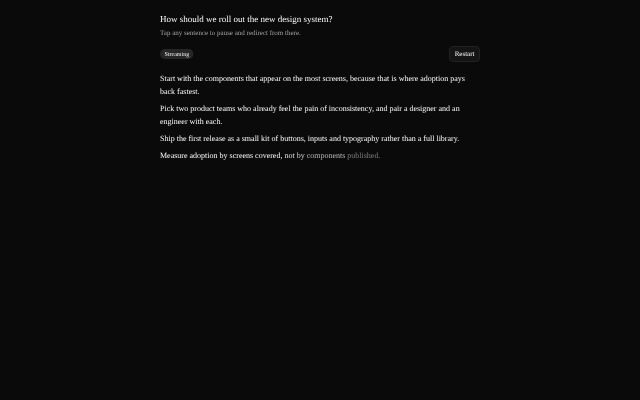 How should we roll out the new design system?
Tap any sentence to pause and redirect from there.
Streaming
Restart
Start with the components that appear on the most screens, because that is where adoption pays
back fastest.
Pick two product teams who already feel the pain of inconsistency, and pair a designer and an
engineer with each.
Ship the first release as a small kit of buttons, inputs and typography rather than a full library.
Measure adoption by screens covered, not by components published.